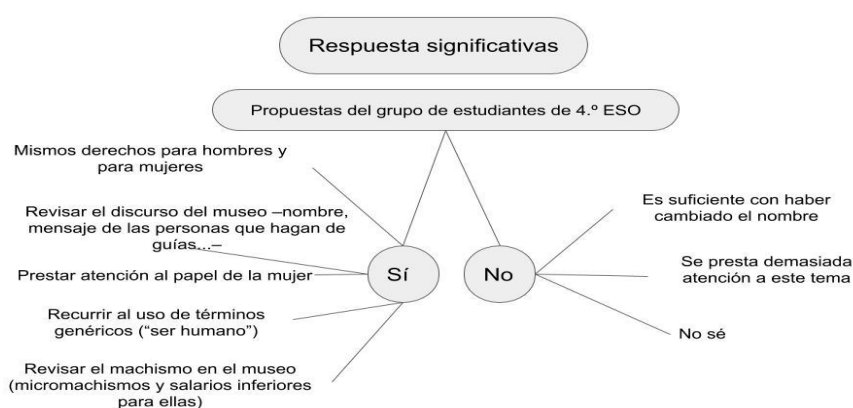 Respuesta significativas
Propuestas del grupo de estudiantes de 4.º ESO
Mismos derechos para hombres y
para mujeres
Revisar el discurso del museo –nombre,
mensaje de las personas que hagan de
guías...–
Prestar atención al papel de la mujer
Recurrir al uso de términos
genéricos (“ser humano”)
Revisar el machismo en el museo
(micromachismos y salarios inferiores
para ellas)
Sí
No
Es suficiente con haber
cambiado el nombre
Se presta demasiada
atención a este tema
No sé